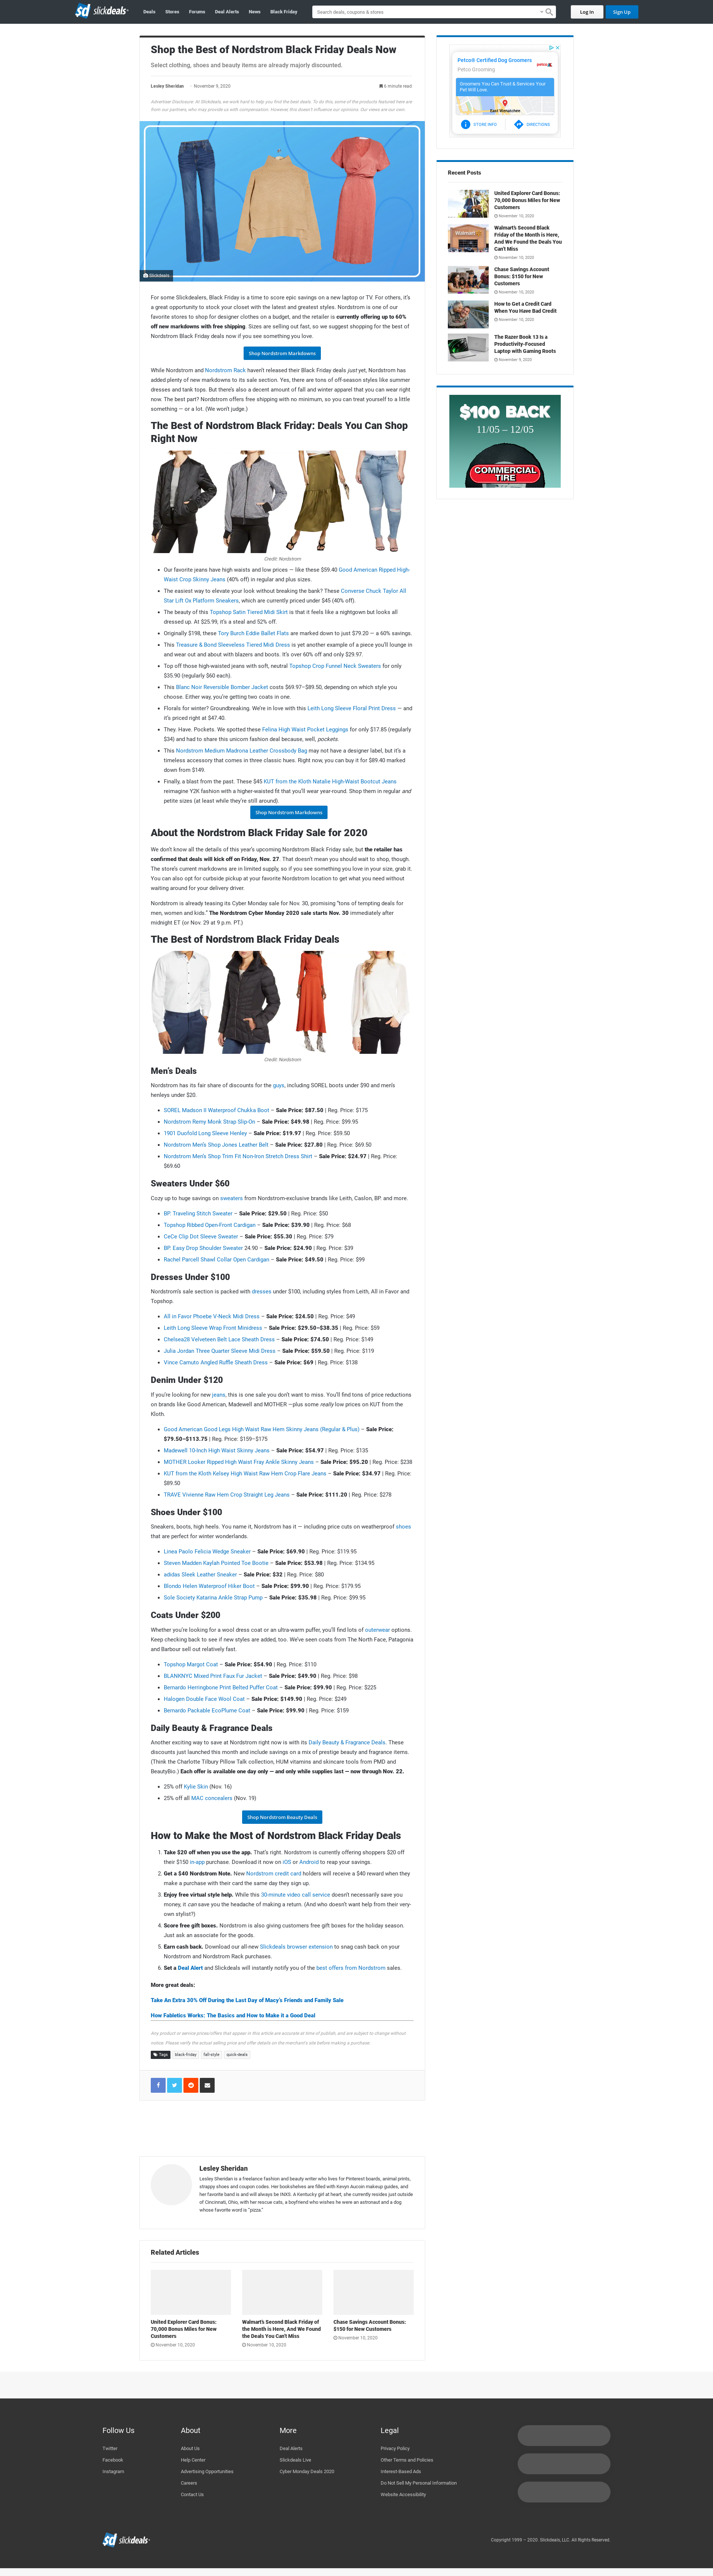 slickdeals
Deals Stores Forums Deal Alerts News Black Friday
Search deals, coupons & stores
Log In Sign Up
Shop the Best of Nordstrom Black Friday Deals Now
Select clothing, shoes and beauty items are already majorly discounted.
Lesley Sheridan · November 9, 2020 6 minute read
Advertiser Disclosure: At Slickdeals, we work hard to help you find the best deals. To do this, some of the products featured here are
from our partners, who may provide us with compensation. However, this doesn't influence our opinions. Our views are our own.
Slickdeals
For some Slickdealers, Black Friday is a time to score epic savings on a new laptop or TV. For others, it's
a great opportunity to stock your closet with the latest and greatest styles. Nordstrom is one of our
favorite stores to shop for designer clothes on a budget, and the retailer is currently offering up to 60%
off new markdowns with free shipping. Sizes are selling out fast, so we suggest shopping for the best of
Nordstrom Black Friday deals now if you see something you love.
Shop Nordstrom Markdowns
While Nordstrom and Nordstrom Rack haven't released their Black Friday deals just yet, Nordstrom has
added plenty of new markdowns to its sale section. Yes, there are tons of off-season styles like summer
dresses and tank tops. But there's also a decent amount of fall and winter apparel that you can wear right
now. The best part? Nordstrom offers free shipping with no minimum, so you can treat yourself to a little
something — or a lot. (We won't judge.)
The Best of Nordstrom Black Friday: Deals You Can Shop
Right Now
Credit: Nordstrom
• Our favorite jeans have high waists and low prices — like these $59.40 Good American Ripped High-
Waist Crop Skinny Jeans (40% off) in regular and plus sizes.
• The easiest way to elevate your look without breaking the bank? These Converse Chuck Taylor All
Star Lift Ox Platform Sneakers, which are currently priced under $45 (40% off).
• The beauty of this Topshop Satin Tiered Midi Skirt is that it feels like a nightgown but looks all
dressed up. At $25.99, it's a steal and 52% off.
• Originally $198, these Tory Burch Eddie Ballet Flats are marked down to just $79.20 — a 60% savings.
• This Treasure & Bond Sleeveless Tiered Midi Dress is yet another example of a piece you'll lounge in
and wear out and about with blazers and boots. It's over 60% off and only $29.97.
• Top off those high-waisted jeans with soft, neutral Topshop Crop Funnel Neck Sweaters for only
$35.90 (regularly $60 each).
• This Blanc Noir Reversible Bomber Jacket costs $69.97–$89.50, depending on which style you
choose. Either way, you're getting two coats in one.
• Florals for winter? Groundbreaking. We're in love with this Leith Long Sleeve Floral Print Dress — and
it's priced right at $47.40.
• They. Have. Pockets. We spotted these Felina High Waist Pocket Leggings for only $17.85 (regularly
$34) and had to share this unicorn fashion deal because, well, pockets.
• This Nordstrom Medium Madrona Leather Crossbody Bag may not have a designer label, but it's a
timeless accessory that comes in three classic hues. Right now, you can buy it for $89.40 marked
down from $149.
• Finally, a blast from the past. These $45 KUT from the Kloth Natalie High-Waist Bootcut Jeans
reimagine Y2K fashion with a higher-waisted fit that you'll wear year-round. Shop them in regular and
petite sizes (at least while they're still around).
Shop Nordstrom Markdowns
About the Nordstrom Black Friday Sale for 2020
We don't know all the details of this year's upcoming Nordstrom Black Friday sale, but the retailer has
confirmed that deals will kick off on Friday, Nov. 27. That doesn't mean you should wait to shop, though.
The store's current markdowns are in limited supply, so if you see something you love in your size, grab it.
You can also opt for curbside pickup at your favorite Nordstrom location to get what you need without
waiting around for your delivery driver.
Nordstrom is already teasing its Cyber Monday sale for Nov. 30, promising "tons of tempting deals for
men, women and kids." The Nordstrom Cyber Monday 2020 sale starts Nov. 30 immediately after
midnight ET (or Nov. 29 at 9 p.m. PT.)
The Best of Nordstrom Black Friday Deals
Credit: Nordstrom
Men's Deals
Nordstrom has its fair share of discounts for the guys, including SOREL boots under $90 and men's
henleys under $20.
• SOREL Madson II Waterproof Chukka Boot – Sale Price: $87.50 | Reg. Price: $175
• Nordstrom Remy Monk Strap Slip-On – Sale Price: $49.98 | Reg. Price: $99.95
• 1901 Duofold Long Sleeve Henley – Sale Price: $19.97 | Reg. Price: $59.50
• Nordstrom Men's Shop Jones Leather Belt – Sale Price: $27.80 | Reg. Price: $69.50
• Nordstrom Men's Shop Trim Fit Non-Iron Stretch Dress Shirt – Sale Price: $24.97 | Reg. Price:
$69.60
Sweaters Under $60
Cozy up to huge savings on sweaters from Nordstrom-exclusive brands like Leith, Caslon, BP. and more.
• BP. Traveling Stitch Sweater – Sale Price: $29.50 | Reg. Price: $50
• Topshop Ribbed Open-Front Cardigan – Sale Price: $39.90 | Reg. Price: $68
• CeCe Clip Dot Sleeve Sweater – Sale Price: $55.30 | Reg. Price: $79
• BP. Easy Drop Shoulder Sweater 24.90 – Sale Price: $24.90 | Reg. Price: $39
• Rachel Parcell Shawl Collar Open Cardigan – Sale Price: $49.50 | Reg. Price: $99
Dresses Under $100
Nordstrom's sale section is packed with dresses under $100, including styles from Leith, All in Favor and
Topshop.
• All in Favor Phoebe V-Neck Midi Dress – Sale Price: $24.50 | Reg. Price: $49
• Leith Long Sleeve Wrap Front Minidress – Sale Price: $29.50–$38.35 | Reg. Price: $59
• Chelsea28 Velveteen Belt Lace Sheath Dress – Sale Price: $74.50 | Reg. Price: $149
• Julia Jordan Three Quarter Sleeve Midi Dress – Sale Price: $59.50 | Reg. Price: $119
• Vince Camuto Angled Ruffle Sheath Dress – Sale Price: $69 | Reg. Price: $138
Denim Under $120
If you're looking for new jeans, this is one sale you don't want to miss. You'll find tons of price reductions
on brands like Good American, Madewell and MOTHER —plus some really low prices on KUT from the
Kloth.
• Good American Good Legs High Waist Raw Hem Skinny Jeans (Regular & Plus) – Sale Price:
$79.50–$113.75 | Reg. Price: $159–$175
• Madewell 10-Inch High Waist Skinny Jeans – Sale Price: $54.97 | Reg. Price: $135
• MOTHER Looker Ripped High Waist Fray Ankle Skinny Jeans – Sale Price: $95.20 | Reg. Price: $238
• KUT from the Kloth Kelsey High Waist Raw Hem Crop Flare Jeans – Sale Price: $34.97 | Reg. Price:
$89.50
• TRAVE Vivienne Raw Hem Crop Straight Leg Jeans – Sale Price: $111.20 | Reg. Price: $278
Shoes Under $100
Sneakers, boots, high heels. You name it, Nordstrom has it — including price cuts on weatherproof shoes
that are perfect for winter wonderlands.
• Linea Paolo Felicia Wedge Sneaker – Sale Price: $69.90 | Reg. Price: $119.95
• Steven Madden Kaylah Pointed Toe Bootie – Sale Price: $53.98 | Reg. Price: $134.95
• adidas Sleek Leather Sneaker – Sale Price: $32 | Reg. Price: $80
• Blondo Helen Waterproof Hiker Boot – Sale Price: $99.90 | Reg. Price: $179.95
• Sole Society Katarina Ankle Strap Pump – Sale Price: $35.98 | Reg. Price: $99.95
Coats Under $200
Whether you're looking for a wool dress coat or an ultra-warm puffer, you'll find lots of outerwear options.
Keep checking back to see if new styles are added, too. We've seen coats from The North Face, Patagonia
and Barbour sell out relatively fast.
• Topshop Margot Coat – Sale Price: $54.90 | Reg. Price: $110
• BLANKNYC Mixed Print Faux Fur Jacket – Sale Price: $49.90 | Reg. Price: $98
• Bernardo Herringbone Print Belted Puffer Coat – Sale Price: $99.90 | Reg. Price: $225
• Halogen Double Face Wool Coat – Sale Price: $149.90 | Reg. Price: $249
• Bernardo Packable EcoPlume Coat – Sale Price: $99.90 | Reg. Price: $159
Daily Beauty & Fragrance Deals
Another exciting way to save at Nordstrom right now is with its Daily Beauty & Fragrance Deals. These
discounts just launched this month and include savings on a mix of prestige beauty and fragrance items.
(Think the Charlotte Tilbury Pillow Talk collection, HUM vitamins and skincare tools from PMD and
BeautyBio.) Each offer is available one day only — and only while supplies last — now through Nov. 22.
• 25% off Kylie Skin (Nov. 16)
• 25% off all MAC concealers (Nov. 19)
Shop Nordstrom Beauty Deals
How to Make the Most of Nordstrom Black Friday Deals
1. Take $20 off when you use the app. That's right. Nordstrom is currently offering shoppers $20 off
their $150 in-app purchase. Download it now on iOS or Android to reap your savings.
2. Get a $40 Nordstrom Note. New Nordstrom credit card holders will receive a $40 reward when they
make a purchase with their card the same day they sign up.
3. Enjoy free virtual style help. While this 30-minute video call service doesn't necessarily save you
money, it can save you the headache of making a return. (And who doesn't want help from their very-
own stylist?)
4. Score free gift boxes. Nordstrom is also giving customers free gift boxes for the holiday season.
Just ask an associate for the goods.
5. Earn cash back. Download our all-new Slickdeals browser extension to snag cash back on your
Nordstrom and Nordstrom Rack purchases.
6. Set a Deal Alert and Slickdeals will instantly notify you of the best offers from Nordstrom sales.
More great deals:
Take An Extra 30% Off During the Last Day of Macy's Friends and Family Sale
How Fabletics Works: The Basics and How to Make it a Good Deal
Any product or service prices/offers that appear in this article are accurate at time of publish, and are subject to change without
notice. Please verify the actual selling price and offer details on the merchant's site before making a purchase.
Tags black-friday fall-style quick-deals
Lesley Sheridan
Lesley Sheridan is a freelance fashion and beauty writer who lives for Pinterest boards, animal prints,
strappy shoes and coupon codes. Her bookshelves are filled with Kevyn Aucoin makeup guides, and
her favorite band is and will always be INXS. A Kentucky girl at heart, she currently resides just outside
of Cincinnati, Ohio, with her rescue cats, a boyfriend who wishes he were an astronaut and a dog
whose favorite word is "pizza."
Related Articles
United Explorer Card Bonus:
70,000 Bonus Miles for New
Customers
November 10, 2020
Walmart's Second Black Friday of
the Month is Here, And We Found
the Deals You Can't Miss
November 10, 2020
Chase Savings Account Bonus:
$150 for New Customers
November 10, 2020
Petco® Certified Dog Groomers
Petco Grooming
petco
Groomers You Can Trust & Services Your
Pet Will Love.
East Wenatchee
STORE INFO DIRECTIONS
Recent Posts
United Explorer Card Bonus:
70,000 Bonus Miles for New
Customers
November 10, 2020
Walmart
Walmart's Second Black
Friday of the Month is Here,
And We Found the Deals You
Can't Miss
November 10, 2020
Chase Savings Account
Bonus: $150 for New
Customers
November 10, 2020
How to Get a Credit Card
When You Have Bad Credit
November 10, 2020
The Razer Book 13 Is a
Productivity-Focused
Laptop with Gaming Roots
November 9, 2020
$100 BACK
11/05 – 12/05
COMMERCIAL
TIRE
Follow Us
Twitter
Facebook
Instagram
About
About Us
Help Center
Advertising Opportunities
Careers
Contact Us
More
Deal Alerts
Slickdeals Live
Cyber Monday Deals 2020
Legal
Privacy Policy
Other Terms and Policies
Interest-Based Ads
Do Not Sell My Personal Information
Website Accessibility
slickdeals
Copyright 1999 – 2020. Slickdeals, LLC. All Rights Reserved.